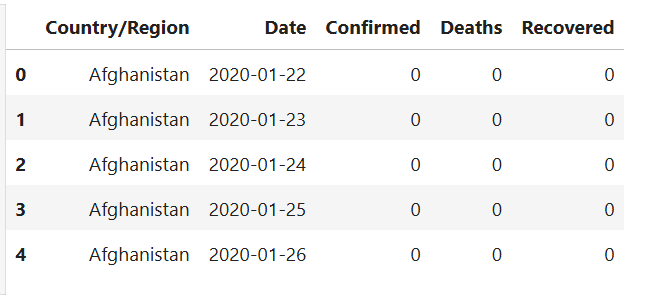 Country/Region Date Confirmed Deaths Recovered
0 Afghanistan 2020-01-22 0 0 0
1 Afghanistan 2020-01-23 0 0 0
2 Afghanistan 2020-01-24 0 0 0
3 Afghanistan 2020-01-25 0 0 0
4 Afghanistan 2020-01-26 0 0 0